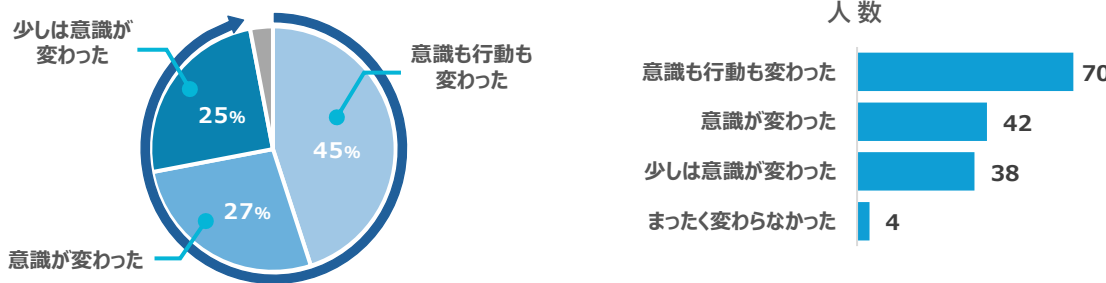 少しは意識が
変わった
意識も行動も
変わった
25%
45%
27%
意識が変わった
人数
意識も行動も変わった 70
意識が変わった 42
少しは意識が変わった 38
まったく変わらなかった 4